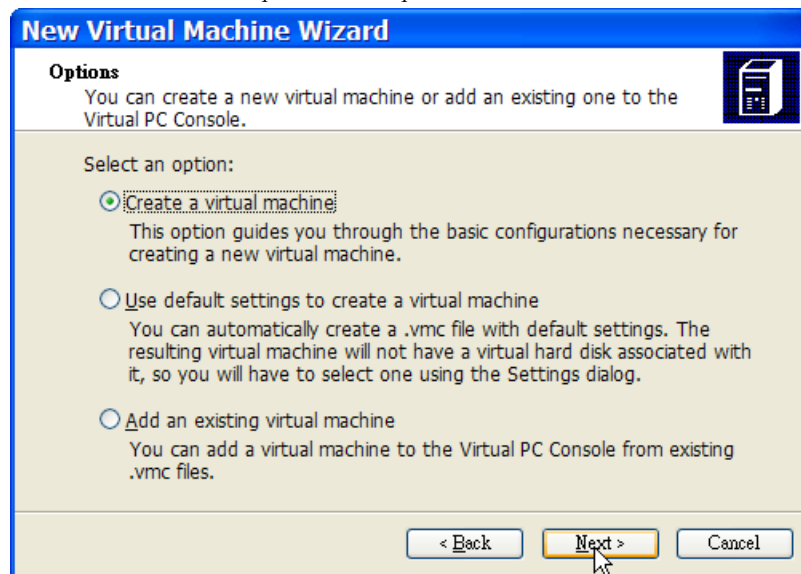 New Virtual Machine Wizard
Options
You can create a new virtual machine or add an existing one to the
Virtual PC Console.
Select an option:
Create a virtual machine
This option guides you through the basic configurations necessary for
creating a new virtual machine.
Use default settings to create a virtual machine
You can automatically create a .vmc file with default settings. The
resulting virtual machine will not have a virtual hard disk associated with
it, so you will have to select one using the Settings dialog.
Add an existing virtual machine
You can add a virtual machine to the Virtual PC Console from existing
.vmc files.
< Back Next > Cancel